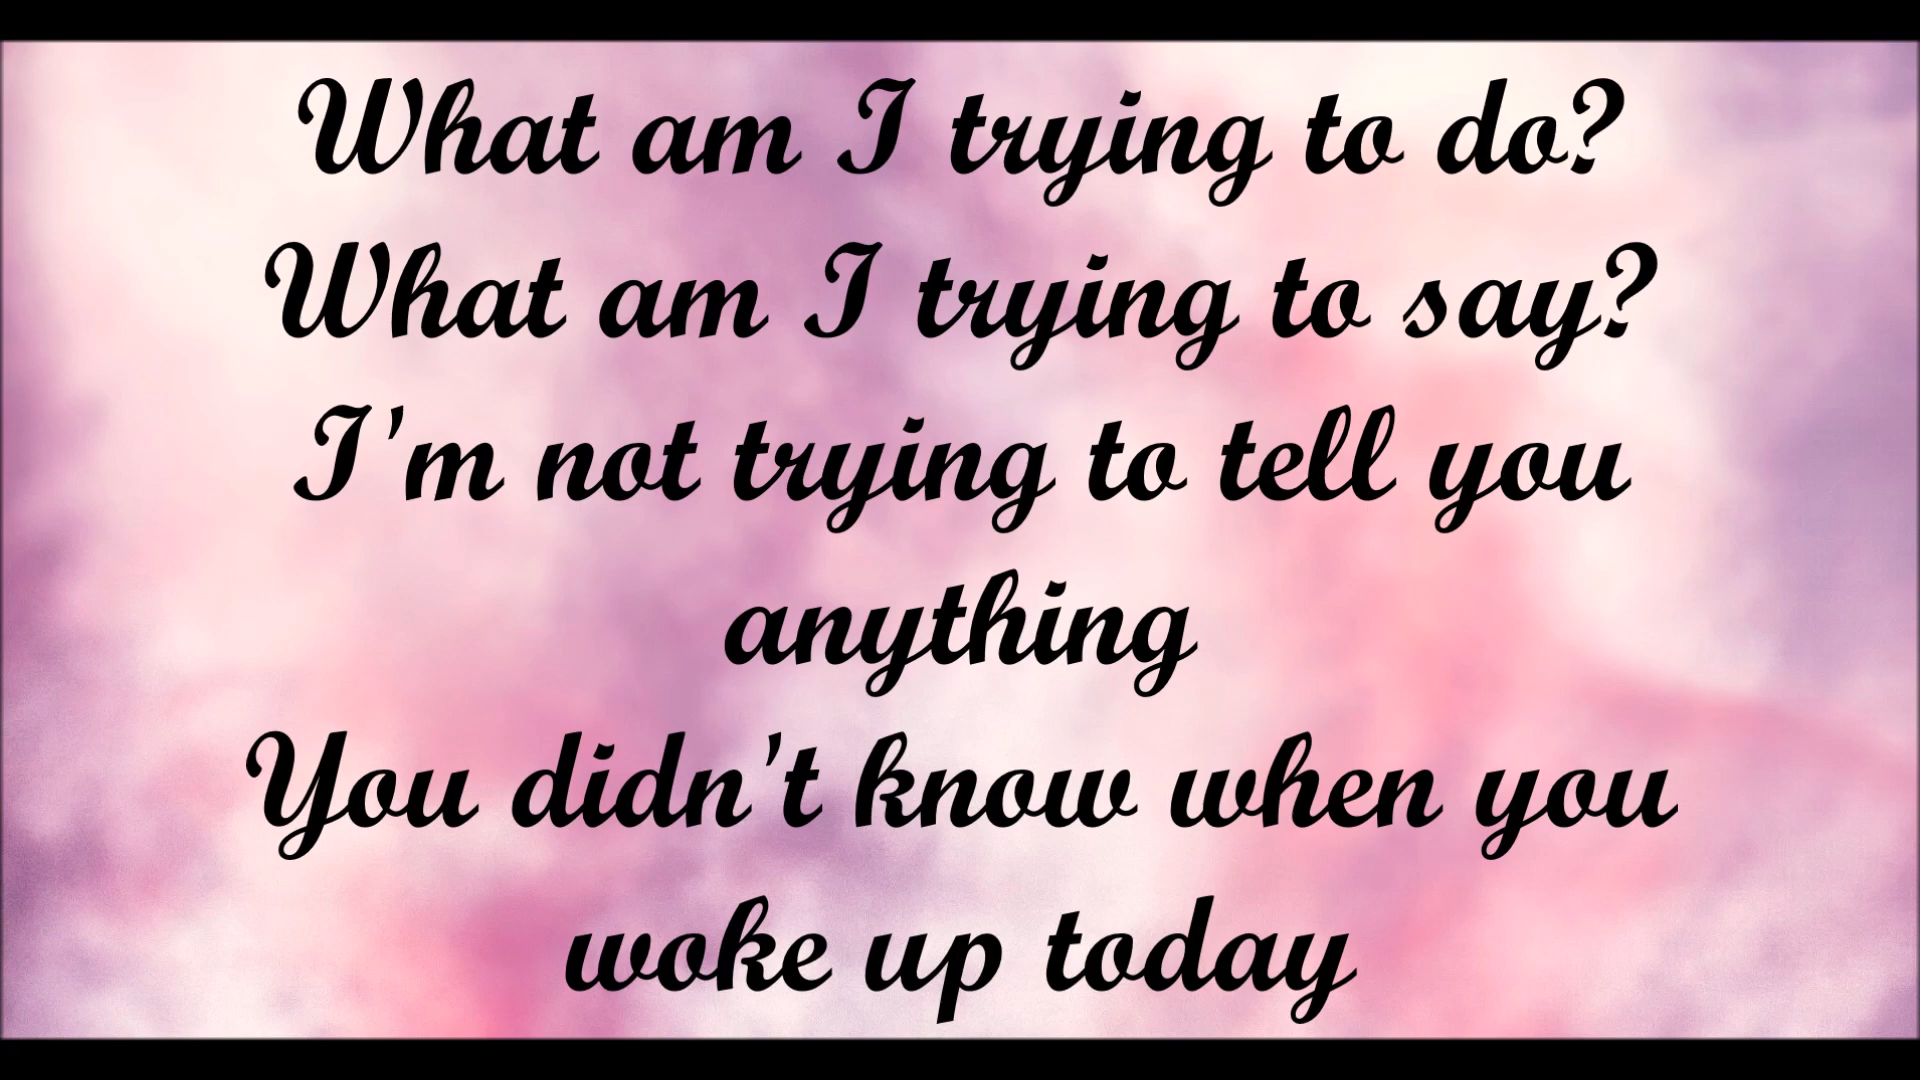 What am I trying to do?
What am I trying to say?
I'm not trying to tell you
anything
You didn't know when you
woke up today